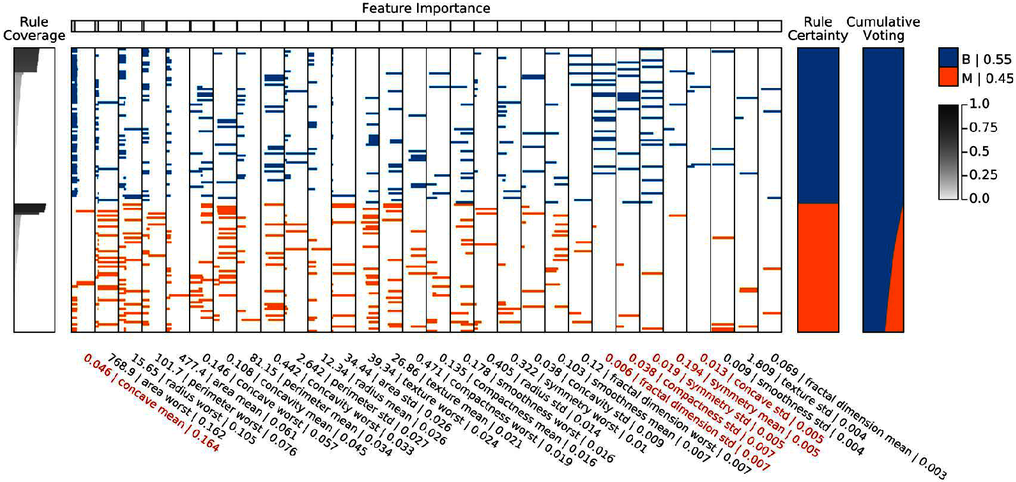 Feature Importance
Rule
Coverage
Rule
Certainty
Cumulative
Voting
B | 0.55
M | 0.45
1.0
0.75
0.5
0.25
0.0
0.046 | concave mean | 0.164
768.9 | area worst | 0.162
15.63 | radius worst | 0.105
101.7 | perimeter worst | 0.076
477.4 | area mean | 0.061
0.146 | concave worst | 0.057
0.108 | concavity mean | 0.045
81.15 | perimeter mean | 0.034
0.442 | concavity worst | 0.033
2.642 | perimeter std | 0.027
12.34 | radius mean | 0.026
34.44 | area std | 0.026
39.34 | texture worst | 0.024
26.86 | texture mean | 0.021
0.471 | compactness worst | 0.019
0.135 | compactness mean | 0.016
0.178 | smoothness worst | 0.016
0.405 | radius std | 0.014
0.322 | symmetry worst | 0.01
0.038 | concavity std | 0.009
0.103 | smoothness mean | 0.007
0.12 | fractal dimension worst | 0.007
0.006 | fractal dimension std | 0.007
0.038 | compactness std | 0.007
0.019 | symmetry std | 0.005
0.194 | symmetry mean | 0.005
0.013 | concave std | 0.005
0.009 | smoothness std | 0.004
1.809 | texture std | 0.004
0.069 | fractal dimension mean | 0.003